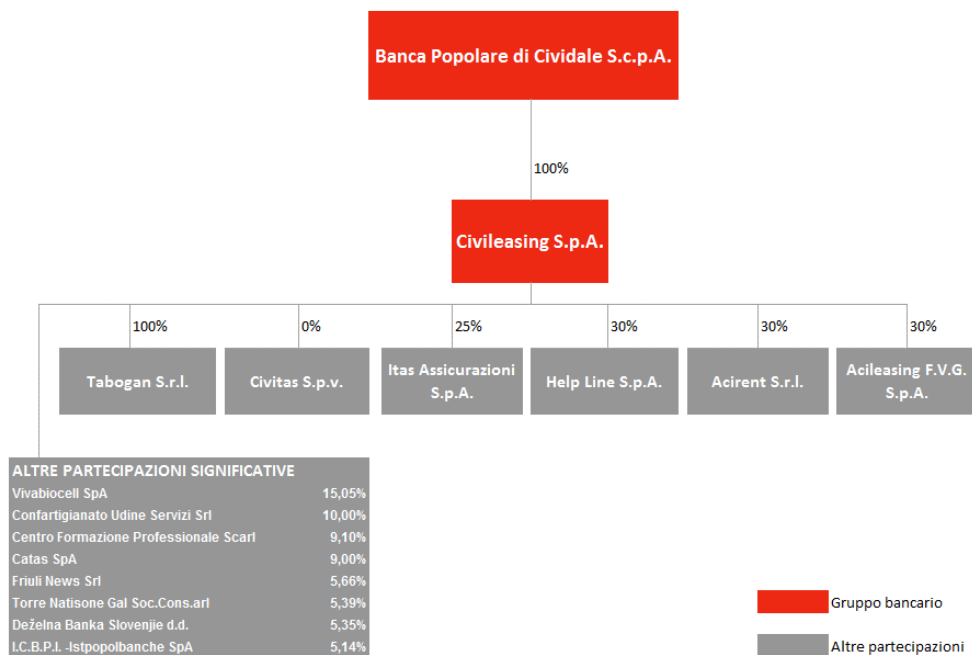 Banca Popolare di Cividale S.c.p.A.
100%
Civileasing S.p.A.
100%
0%
25%
30%
30%
30%
Tabogan S.r.l.
Civitas S.p.v.
Itas Assicurazioni
S.p.A.
Help Line S.p.A.
Acirent S.r.l.
Acileasing F.V.G.
S.p.A.
ALTRE PARTECIPAZIONI SIGNIFICATIVE
Vivabiocell SpA 15,05%
Confartigianato Udine Servizi Srl 10,00%
Centro Formazione Professionale Scarl 9,10%
Catas SpA 9,00%
Friuli News Srl 5,66%
Torre Natisone Gal Soc.Cons.arl 5,39%
Deželna Banka Slovenjie d.d. 5,35%
I.C.B.P.I. -Istpopolbanche SpA 5,14%
Gruppo bancario
Altre partecipazioni